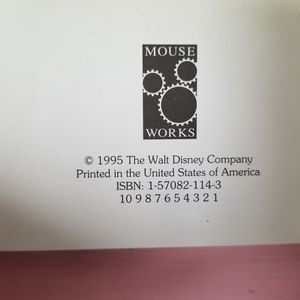 MOUSE
WORKS
© 1995 The Walt Disney Company
Printed in the United States of America
ISBN: 1-57082-114-3
10 9 8 7 6 5 4 3 2 1